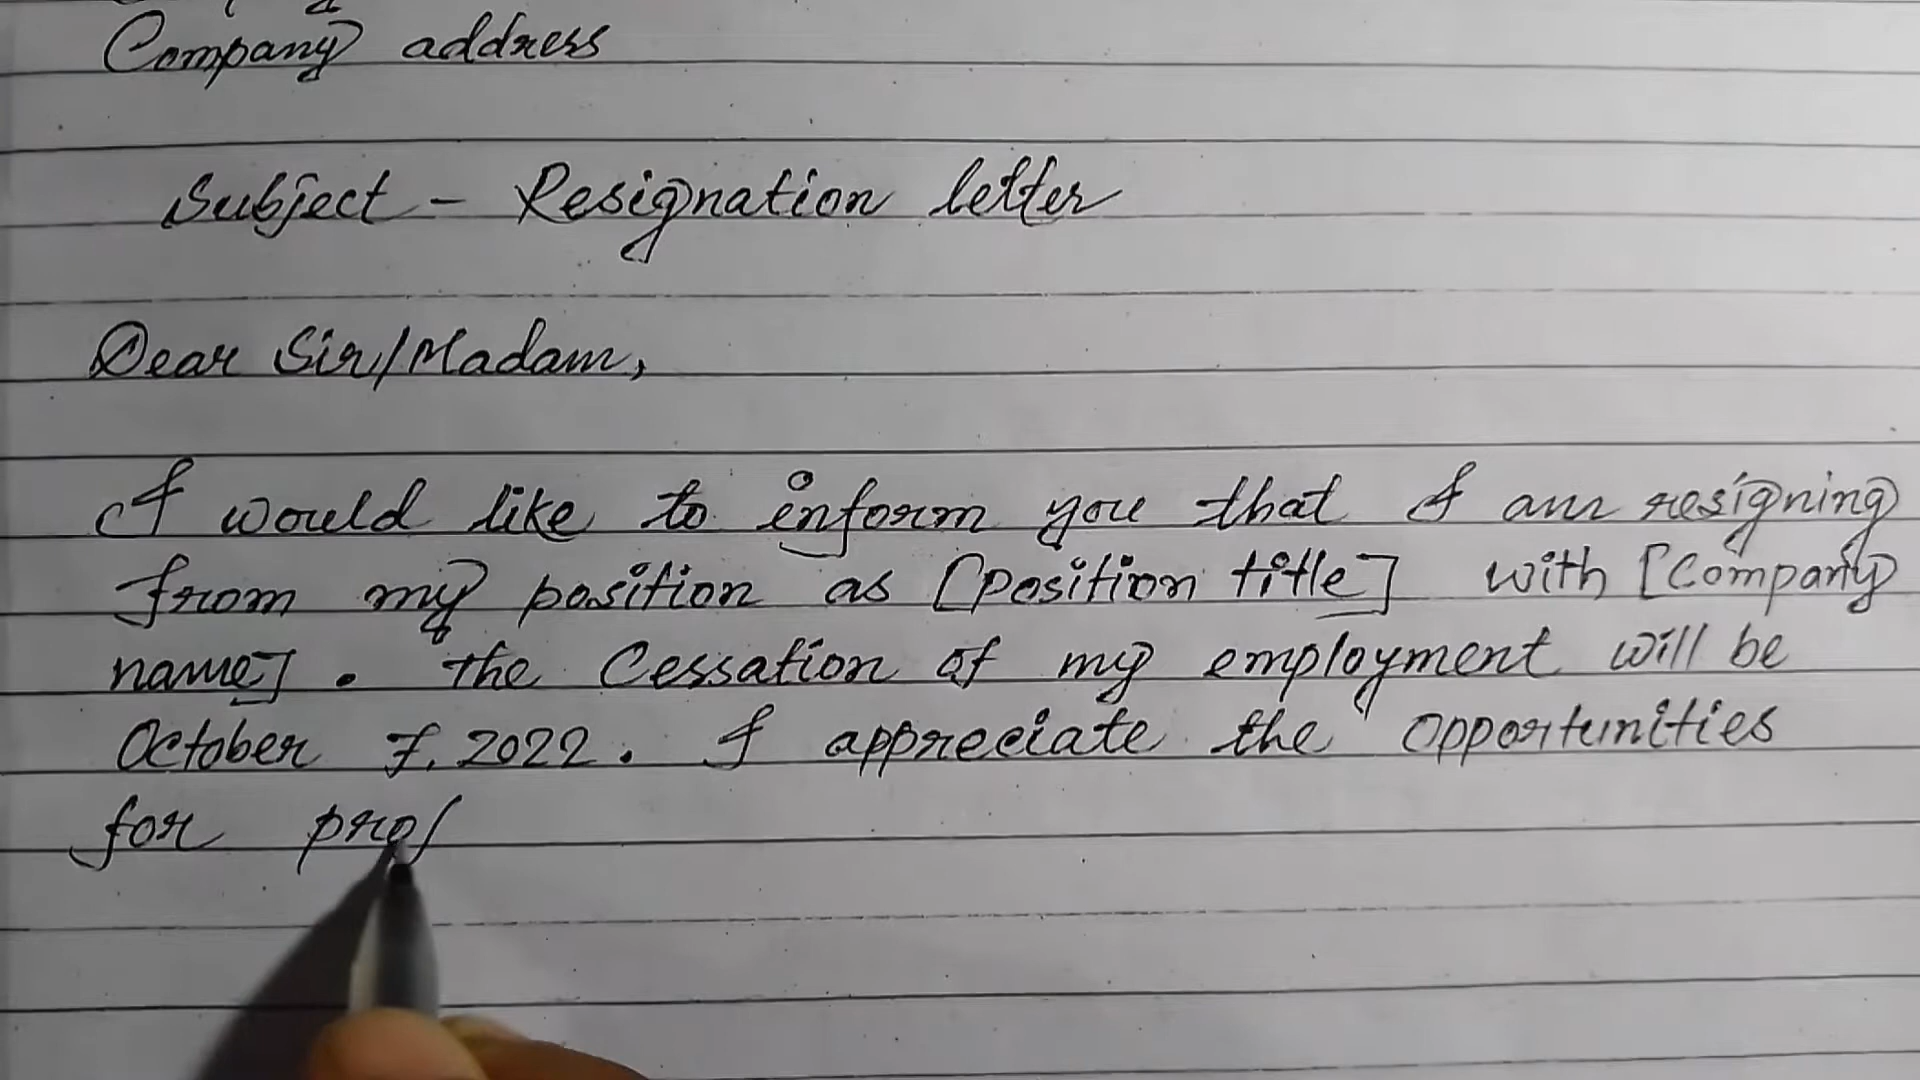 Company address
Subject - Resignation letter
Dear Sir/Madam,
I would like to inform you that I am resigning
from my position as [Position title] with [Company
name]. the Cessation of my employment will be
October 7, 2022. I appreciate the opportunities
for prof